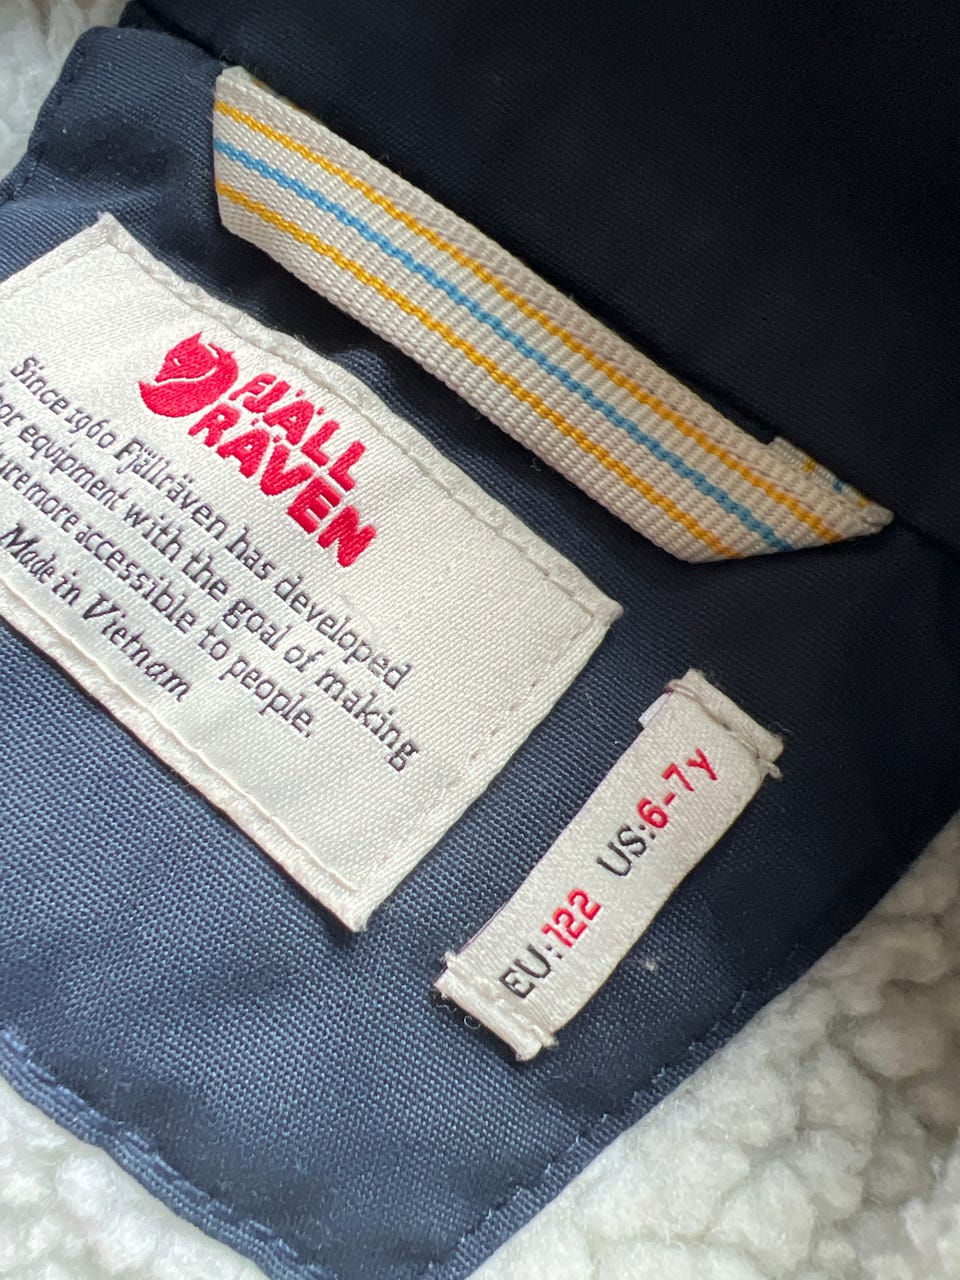 FJÄLL
RÄVEN
Since 1960 Fjällräven has developed
equipment with the goal of making
more accessible to people.
Made in Vietnam
EU:122 US:6-7y